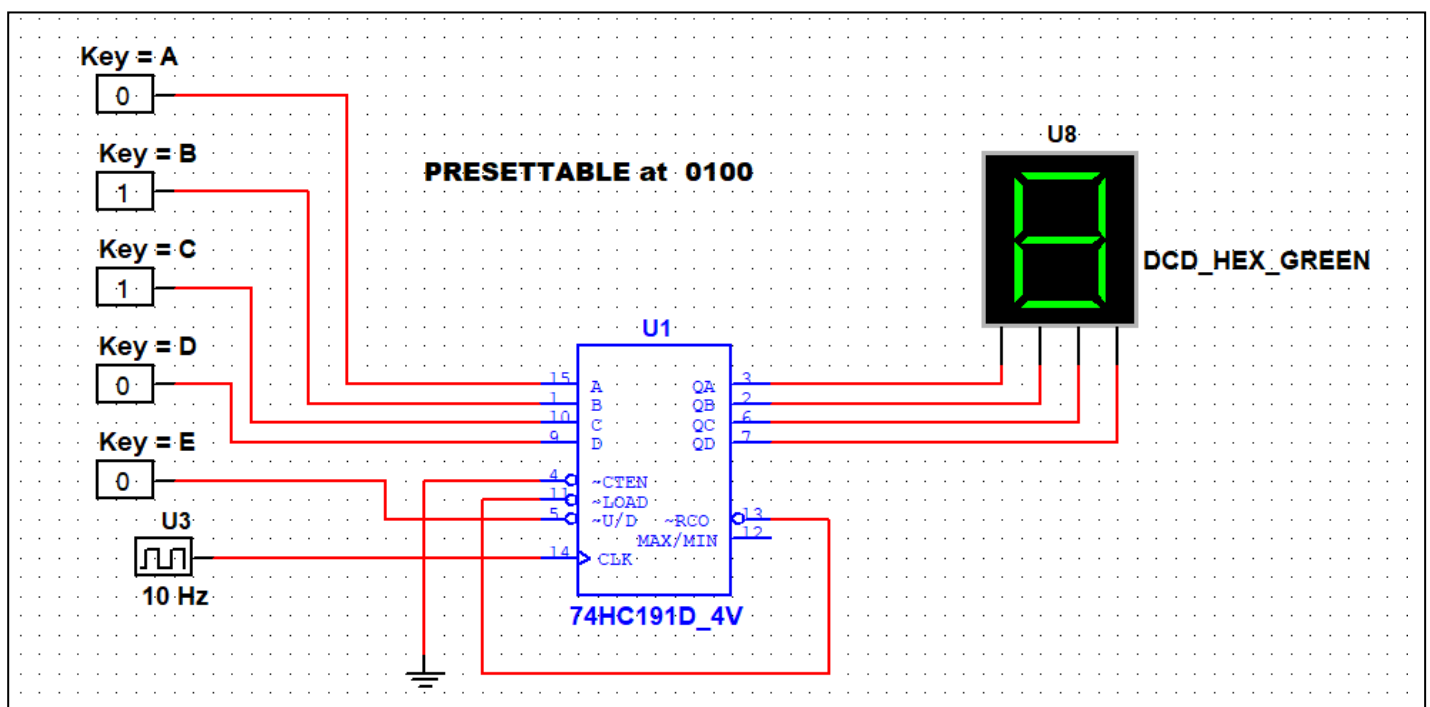 Key = A
0
Key = B
1
PRESETTABLE at 0100
Key = C
1
Key = D
0
Key = E
0
U3
10 Hz
U1
15 A QA 3
1 B QB 2
10 C QC 6
9 D QD 7
4 ~CTEN
11 ~LOAD
5 ~U/D ~RCO 13
MAX/MIN 12
14 CLK
74HC191D_4V
U8
8
DCD_HEX_GREEN